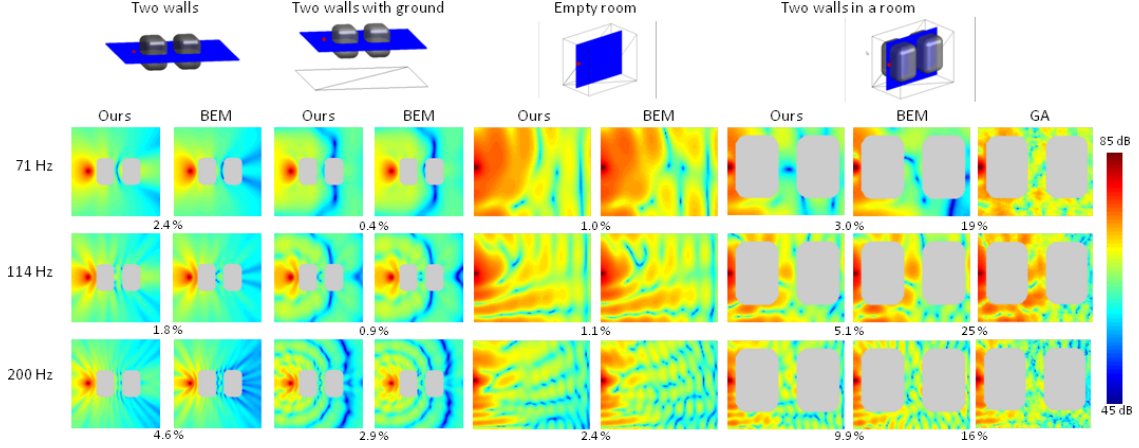 Two walls Two walls with ground Empty room Two walls in a room
Ours BEM Ours BEM Ours BEM Ours BEM GA
85 dB
71 Hz
2.4 % 0.4 % 1.0 % 3.0 % 19 %
114 Hz
1.8 % 0.9 % 1.1 % 5.1 % 25 %
200 Hz
45 dB
4.6 % 2.9 % 2.4 % 9.9 % 16 %